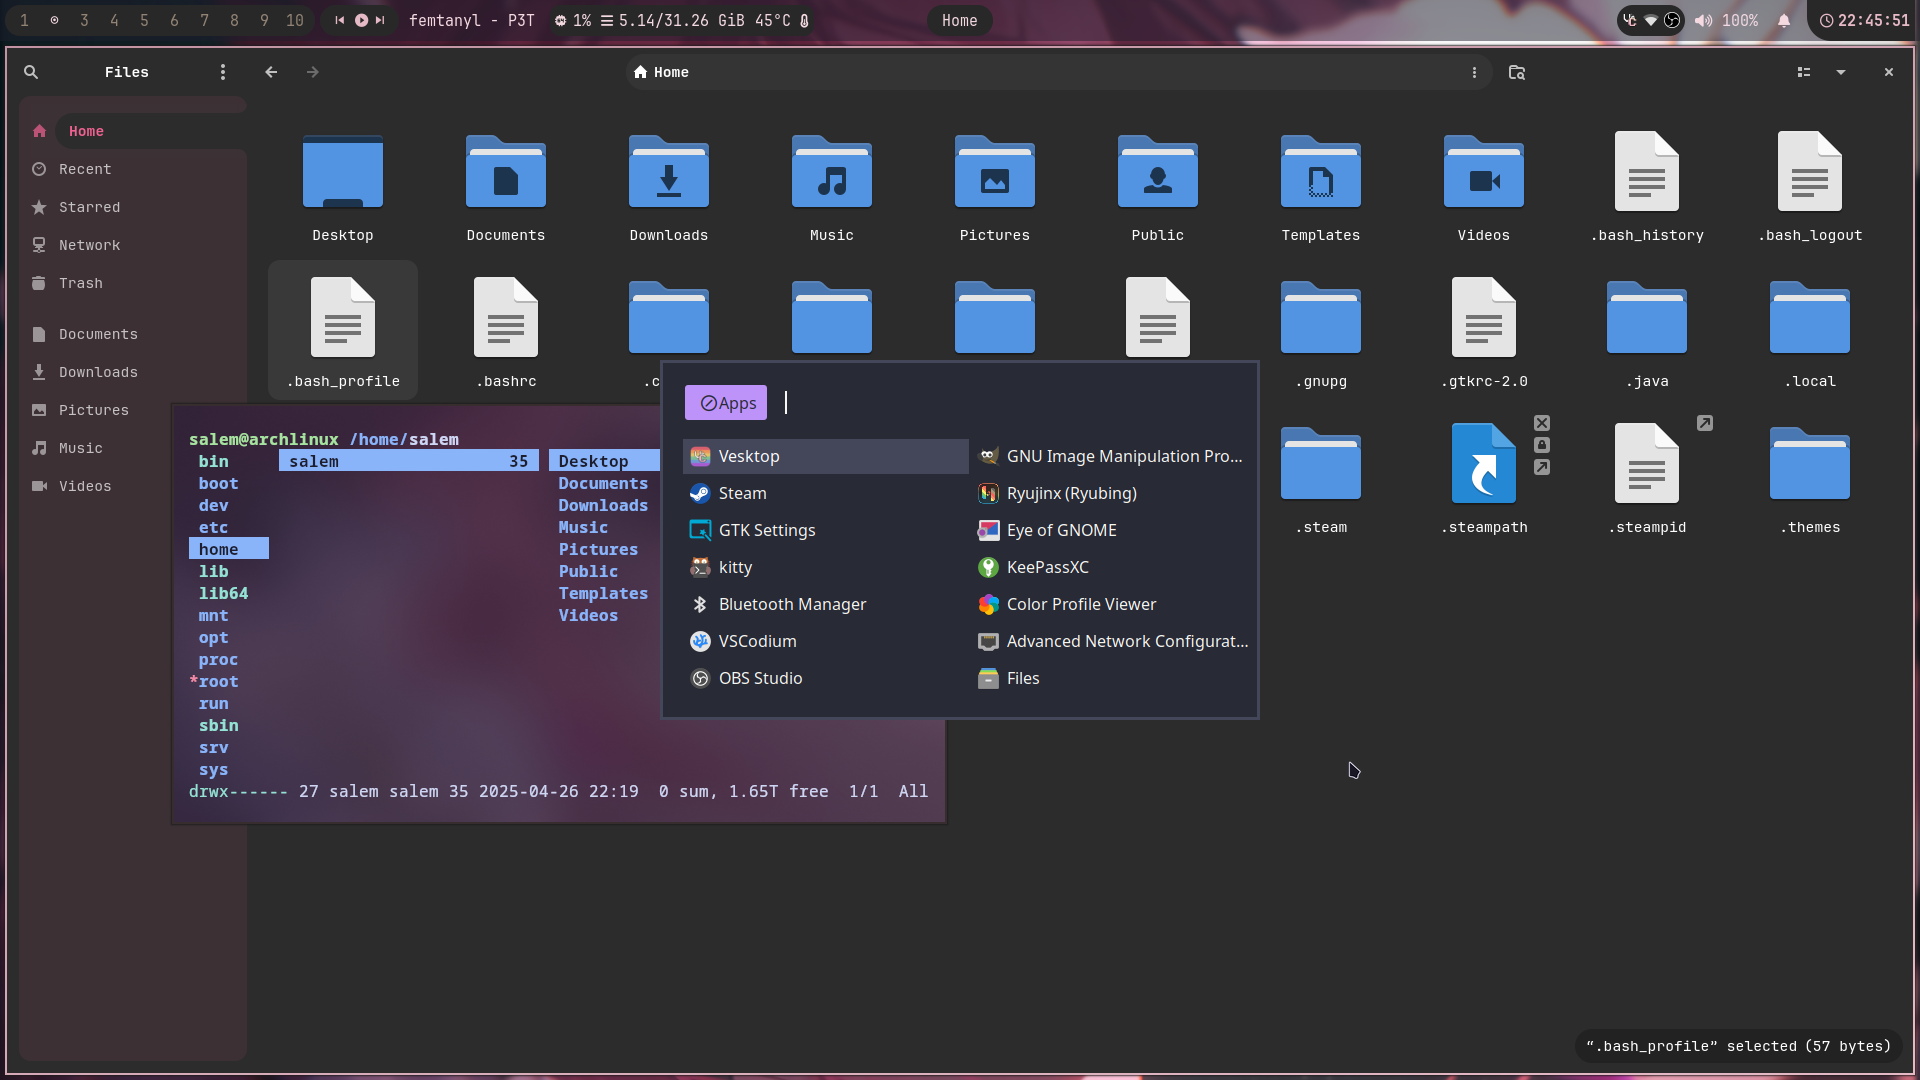 1 3 4 5 6 7 8 9 10 femtanyl - P3T 1% 5.14/31.26 GiB 45°C Home 100% 22:45:51
Files Home
Home
Recent
Starred
Network
Trash
Documents
Downloads
Pictures
Music
Videos
Desktop Documents Downloads Music Pictures Public Templates Videos .bash_history .bash_logout
.bash_profile .bashrc .c .gnupg .gtkrc-2.0 .java .local
.steam .steampath .steampid .themes
salem@archlinux /home/salem
bin salem 35 Desktop
boot Documents
dev Downloads
etc Music
home Pictures
lib Public
lib64 Templates
mnt Videos
opt
proc
*root
run
sbin
srv
sys
drwx------ 27 salem salem 35 2025-04-26 22:19 0 sum, 1.65T free 1/1 All
Apps
Vesktop GNU Image Manipulation Pro...
Steam Ryujinx (Ryubing)
GTK Settings Eye of GNOME
kitty KeePassXC
Bluetooth Manager Color Profile Viewer
VSCodium Advanced Network Configurat...
OBS Studio Files
“.bash_profile” selected (57 bytes)